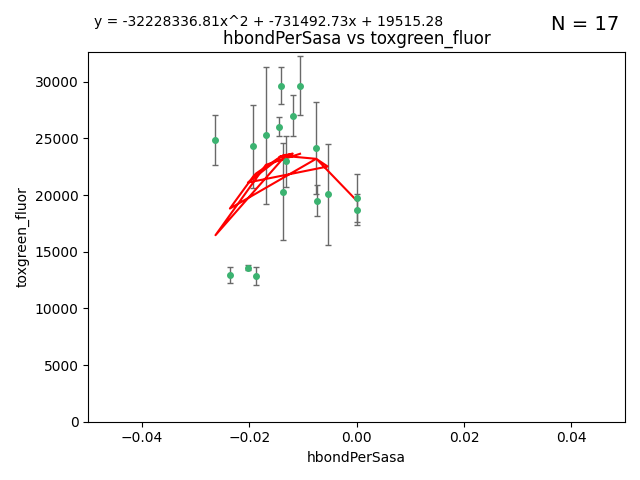 y = -32228336.81x^2 + -731492.73x + 19515.28
N = 17
hbondPerSasa vs toxgreen_fluor
30000
25000
20000
15000
10000
5000
0
toxgreen_fluor
−0.04
−0.02
0.00
0.02
0.04
hbondPerSasa